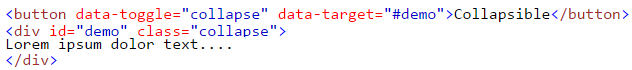 <button data-toggle="collapse" data-target="#demo">Collapsible</button>
<div id="demo" class="collapse">
Lorem ipsum dolor text....
</div>